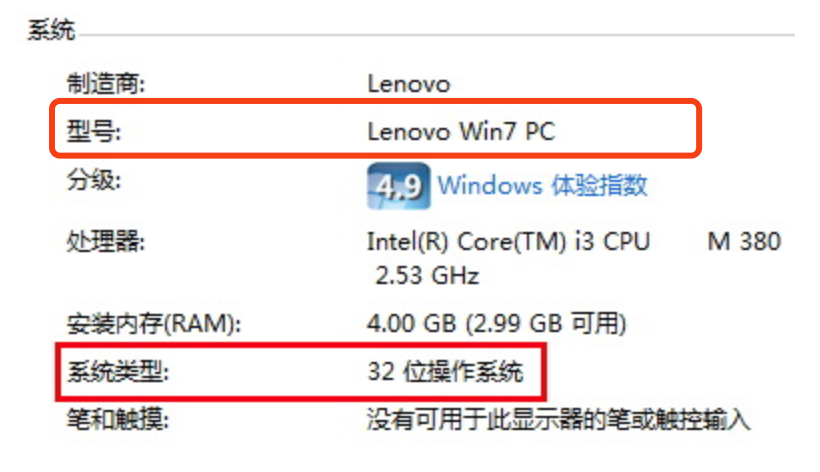 系统
制造商: Lenovo
型号: Lenovo Win7 PC
分级: 4.9 Windows 体验指数
处理器: Intel(R) Core(TM) i3 CPU M 380
2.53 GHz
安装内存(RAM): 4.00 GB (2.99 GB 可用)
系统类型: 32 位操作系统
笔和触摸: 没有可用于此显示器的笔或触控输入